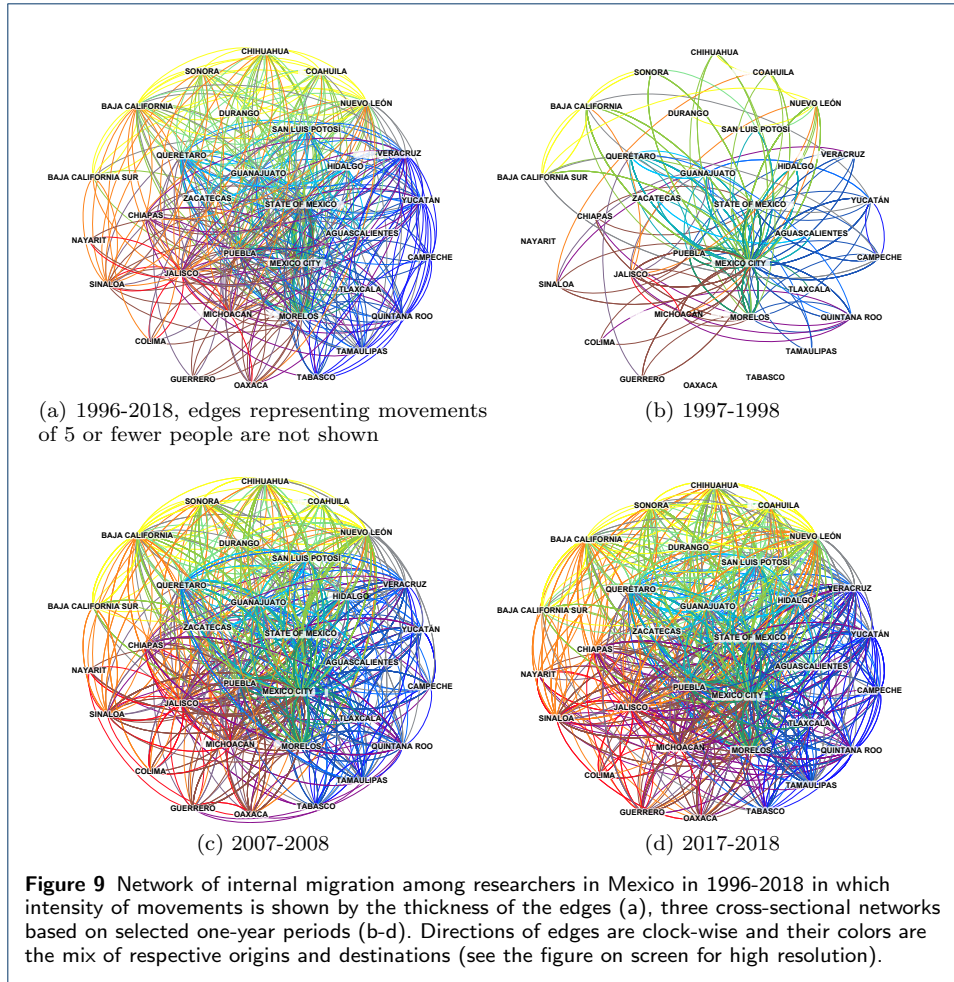 CHIHUAHUA
SONORA
COAHUILA
BAJA CALIFORNIA
NUEVO LEÓN
DURANGO
SAN LUIS POTOSÍ
QUERÉTARO
VERACRUZ
HIDALGO
GUANAJUATO
BAJA CALIFORNIA SUR
ZACATECAS
YUCATÁN
STATE OF MEXICO
CHIAPAS
AGUASCALIENTES
NAYARIT
PUEBLA
CAMPECHE
MEXICO CITY
JALISCO
SINALOA
TLAXCALA
MICHOACÁN
MORELOS
QUINTANA ROO
COLIMA
TAMAULIPAS
GUERRERO
TABASCO
OAXACA
(a) 1996-2018, edges representing movements
of 5 or fewer people are not shown
CHIHUAHUA
SONORA
COAHUILA
BAJA CALIFORNIA
NUEVO LEÓN
DURANGO
SAN LUIS POTOSÍ
QUERÉTARO
VERACRUZ
HIDALGO
GUANAJUATO
BAJA CALIFORNIA SUR
ZACATECAS
YUCATÁN
STATE OF MEXICO
CHIAPAS
AGUASCALIENTES
NAYARIT
PUEBLA
CAMPECHE
MEXICO CITY
JALISCO
SINALOA
TLAXCALA
MICHOACÁN
MORELOS
QUINTANA ROO
COLIMA
TAMAULIPAS
GUERRERO
TABASCO
OAXACA
(b) 1997-1998
CHIHUAHUA
SONORA
COAHUILA
BAJA CALIFORNIA
NUEVO LEÓN
DURANGO
SAN LUIS POTOSÍ
QUERÉTARO
VERACRUZ
HIDALGO
GUANAJUATO
BAJA CALIFORNIA SUR
ZACATECAS
YUCATÁN
STATE OF MEXICO
CHIAPAS
AGUASCALIENTES
NAYARIT
PUEBLA
CAMPECHE
MEXICO CITY
JALISCO
SINALOA
TLAXCALA
MICHOACÁN
MORELOS
QUINTANA ROO
COLIMA
TAMAULIPAS
GUERRERO
TABASCO
OAXACA
(c) 2007-2008
CHIHUAHUA
SONORA
COAHUILA
BAJA CALIFORNIA
NUEVO LEÓN
DURANGO
SAN LUIS POTOSÍ
QUERÉTARO
VERACRUZ
HIDALGO
GUANAJUATO
BAJA CALIFORNIA SUR
ZACATECAS
YUCATÁN
STATE OF MEXICO
CHIAPAS
AGUASCALIENTES
NAYARIT
PUEBLA
CAMPECHE
MEXICO CITY
JALISCO
SINALOA
TLAXCALA
MICHOACÁN
MORELOS
QUINTANA ROO
COLIMA
TAMAULIPAS
GUERRERO
TABASCO
OAXACA
(d) 2017-2018
Figure 9 Network of internal migration among researchers in Mexico in 1996-2018 in which
intensity of movements is shown by the thickness of the edges (a), three cross-sectional networks
based on selected one-year periods (b-d). Directions of edges are clock-wise and their colors are
the mix of respective origins and destinations (see the figure on screen for high resolution).